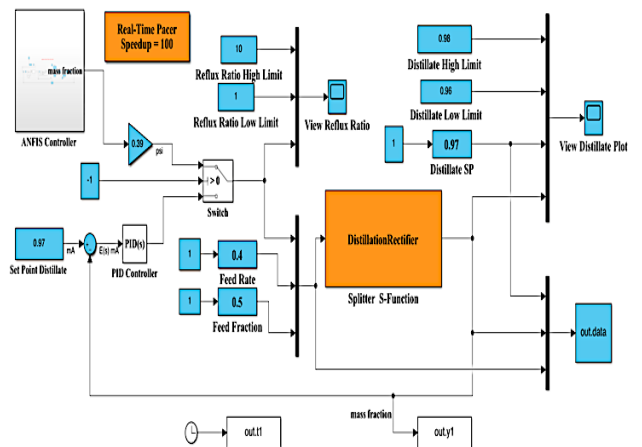 Real-Time Pacer
Speedup = 100
mass fraction
ANFIS Controller
0.39
psi
-1
> 0
Switch
0.97
Set Point Distillate
mA
E(s) mA
PID(s)
PID Controller
10
Reflux Ratio High Limit
1
Reflux Ratio Low Limit
View Reflux Ratio
0.98
Distillate High Limit
0.96
Distillate Low Limit
1
0.97
Distillate SP
View Distillate Plot
DistillationRectifier
Splitter S-Function
1
0.4
Feed Rate
1
0.5
Feed Fraction
out.data
mass fraction
out.t1
out.y1